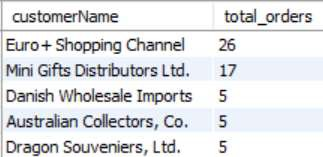 customerName total_orders
Euro+ Shopping Channel 26
Mini Gifts Distributors Ltd. 17
Danish Wholesale Imports 5
Australian Collectors, Co. 5
Dragon Souveniers, Ltd. 5